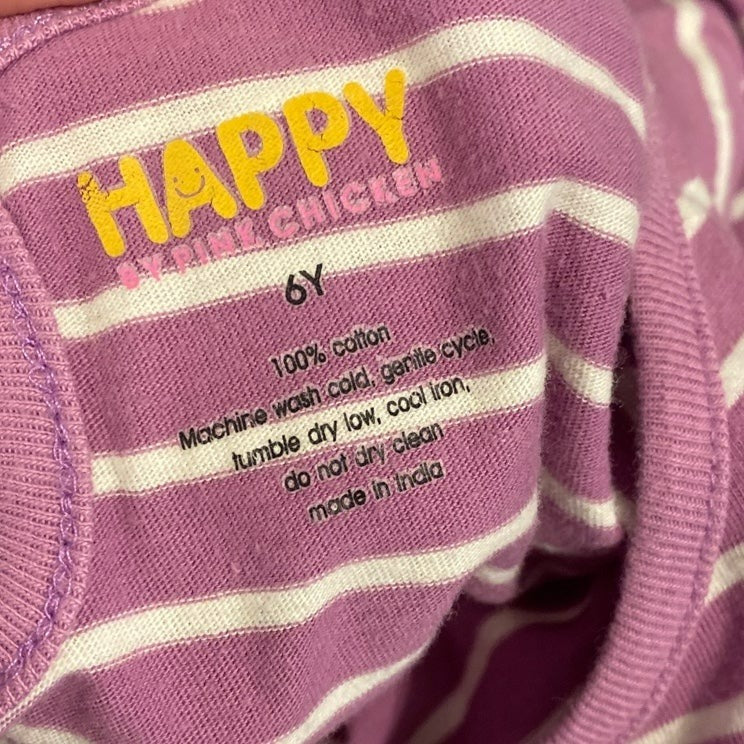 HAPPY
BY PINK CHICKEN
6Y
100% cotton
Machine wash cold, gentle cycle,
tumble dry low, cool iron,
do not dry clean
made in India